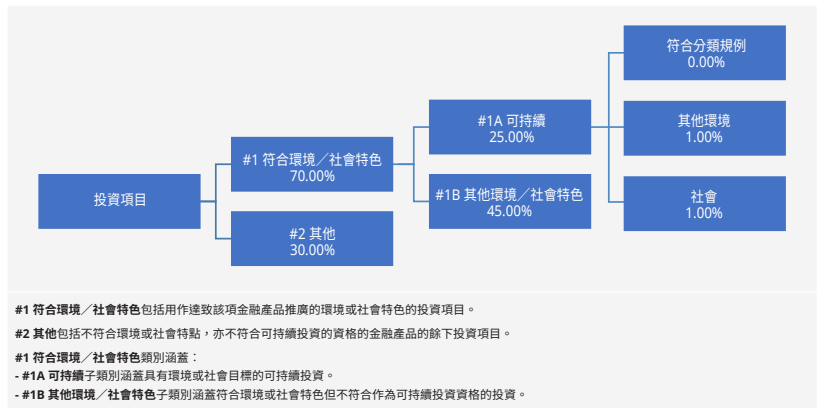 投資項目
#1 符合環境／社會特色
70.00%
#2 其他
30.00%
#1A 可持續
25.00%
#1B 其他環境／社會特色
45.00%
符合分類規例
0.00%
其他環境
1.00%
社會
1.00%
#1 符合環境／社會特色包括用作達致該項金融產品推廣的環境或社會特色的投資項目。
#2 其他包括不符合環境或社會特點，亦不符合可持續投資的資格的金融產品的餘下投資項目。
#1 符合環境／社會特色類別涵蓋：
- #1A 可持續子類別涵蓋具有環境或社會目標的可持續投資。
- #1B 其他環境／社會特色子類別涵蓋符合環境或社會特色但不符合作為可持續投資資格的投資。